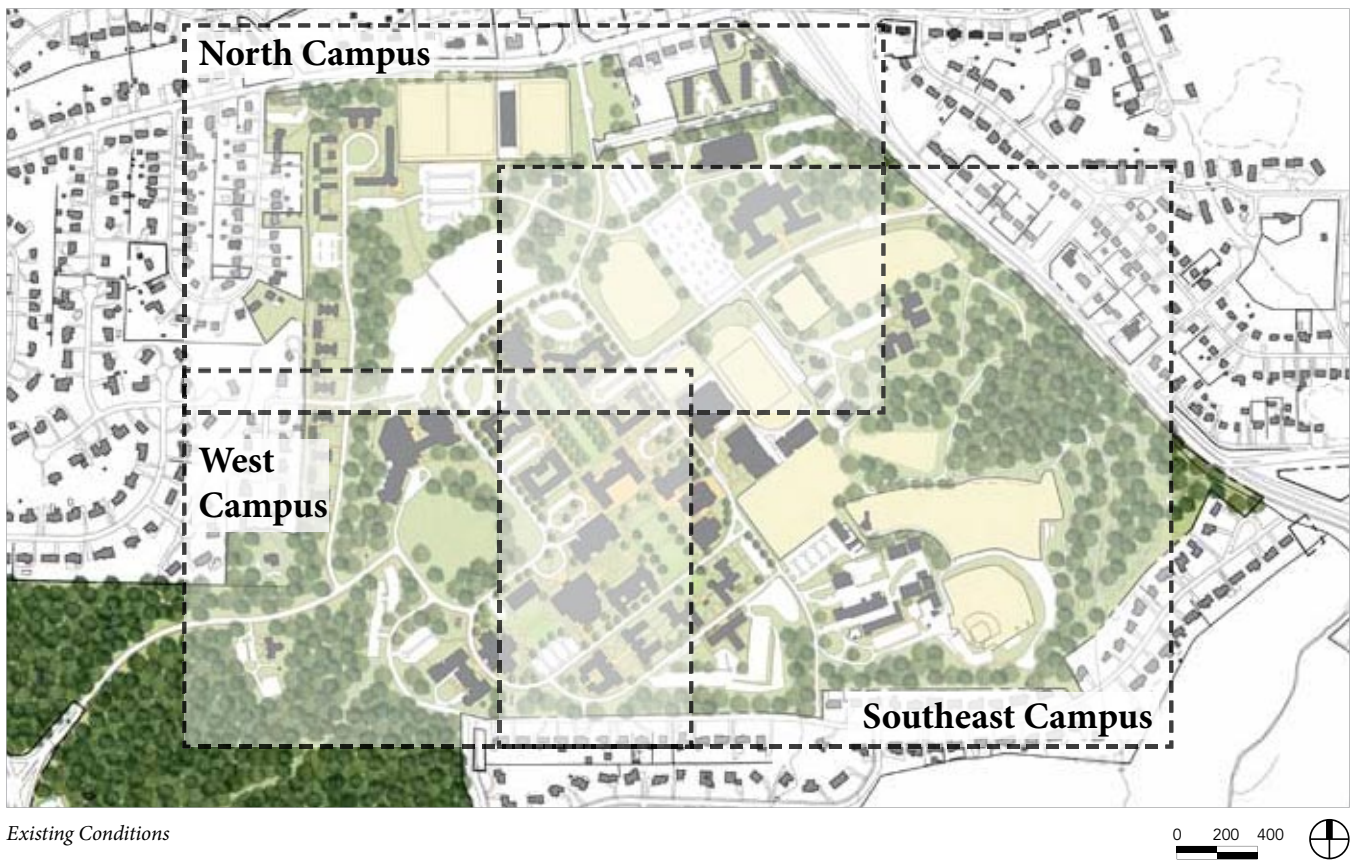 North Campus
West
Campus
Southeast Campus
Existing Conditions
0 200 400